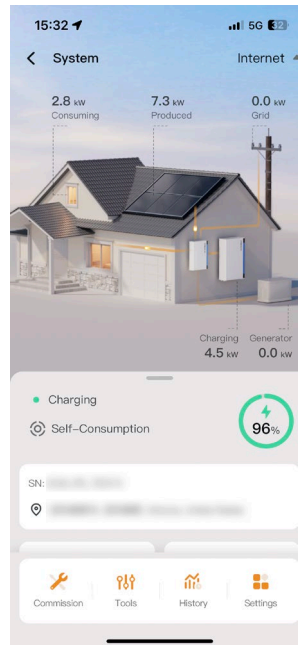 15:32
5G 32
System
Internet
2.8 kW
Consuming
7.3 kW
Produced
0.0 kW
Grid
Charging
4.5 kW
Generator
0.0 kW
Charging
Self-Consumption
96%
SN:
Commission
Tools
History
Settings